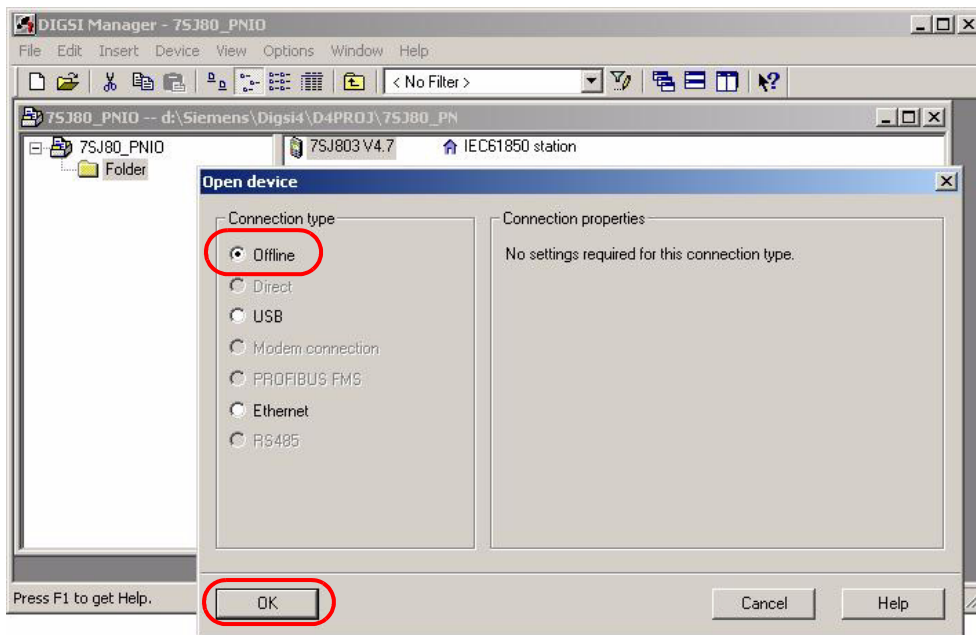 DIGSI Manager - 7SJ80_PNIO
File Edit Insert Device View Options Window Help
< No Filter >
7SJ80_PNIO -- d:\Siemens\Digsi4\D4PROJ\7SJ80_PN
7SJ80_PNIO
Folder
7SJ803 V4.7
IEC61850 station
Open device
Connection type
Offline
Direct
USB
Modem connection
PROFIBUS FMS
Ethernet
RS485
Connection properties
No settings required for this connection type.
Press F1 to get Help.
OK
Cancel
Help